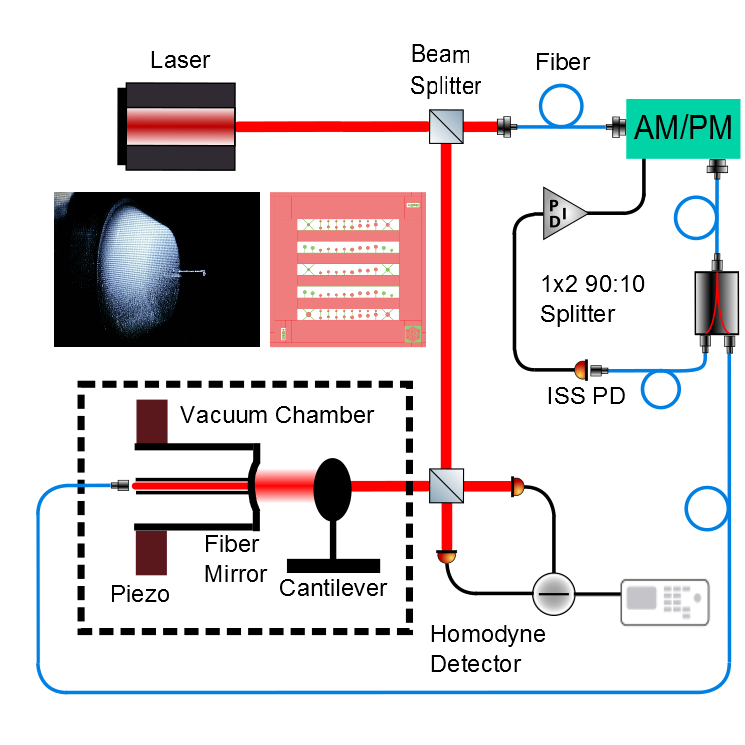 Laser
Beam
Splitter
Fiber
AM/PM
P
I
D
1x2 90:10
Splitter
ISS PD
Vacuum Chamber
Fiber
Mirror
Piezo
Cantilever
Homodyne
Detector